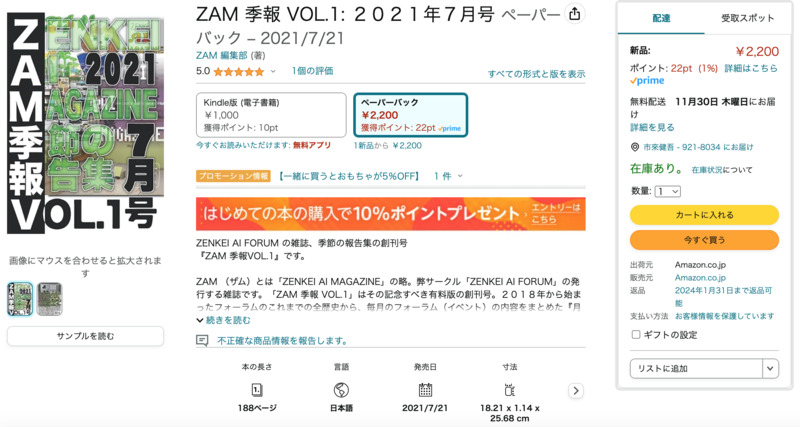 ZAM季報V
OL.1号
ENKEI
2021
AGAZINE
7
節の
月
告集
画像にマウスを合わせると拡大されま
す
サンプルを読む
ZAM 季報 VOL.1: ２０２１年７月号 ペーパー
バック – 2021/7/21
ZAM 編集部 (著)
5.0
1個の評価
すべての形式と版を表示
Kindle版 (電子書籍)
￥1,000
獲得ポイント: 10pt
ペーパーバック
￥2,200
獲得ポイント: 22pt prime
今すぐお読みいただけます: 無料アプリ
1新品から ￥2,200
プロモーション情報 【一緒に買うとおもちゃが5％OFF】 1 件
はじめての本の購入で10%ポイントプレゼント
エントリーは
こちら
ZENKEI AI FORUM の雑誌、季節の報告集の創刊号
『ZAM 季報VOL.1』です。
ZAM （ザム）とは「ZENKEI AI MAGAZINE」の略。弊サークル「ZENKEI AI FORUM」の発
行する雑誌です。「ZAM 季報 VOL.1」はその記念すべき有料版の創刊号。２０１８年から始ま
ったフォーラムのこれまでの全歴史から、毎月のフォーラム（イベント）の内容をまとめた『月
続きを読む
不正確な商品情報を報告します。
本の長さ
188ページ
言語
日本語
発売日
2021/7/21
寸法
18.21 x 1.14 x
25.68 cm
配達
受取スポット
新品:
￥2,200
ポイント: 22pt (1%) 詳細はこちら
prime
無料配送 11月30日 木曜日にお届
け
詳細を見る
市來健吾 - 921-8034 にお届け
在庫あり。 在庫状況について
数量: 1
カートに入れる
今すぐ買う
出荷元 Amazon.co.jp
販売元 Amazon.co.jp
返品 2024年1月31日まで返品可
能
支払い方法 お客様情報を保護しています
ギフトの設定
リストに追加